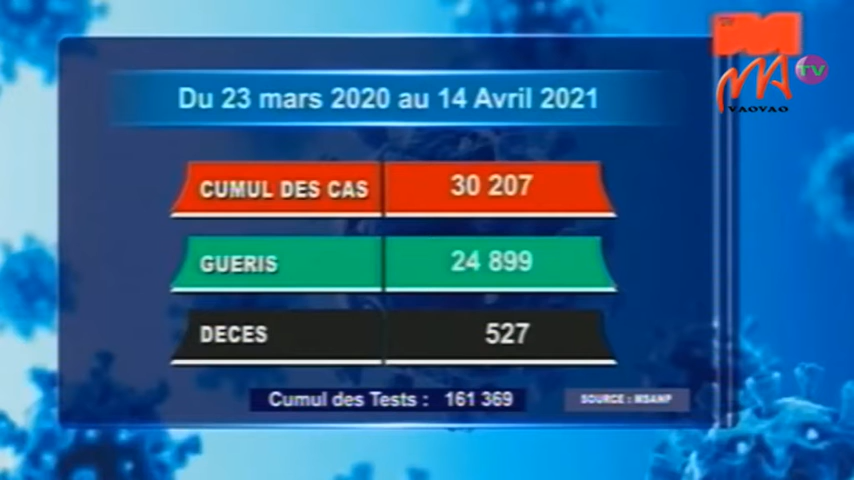 MA TV
VAOVAO
Du 23 mars 2020 au 14 Avril 2021
CUMUL DES CAS 30 207
GUERIS 24 899
DECES 527
Cumul des Tests : 161 369
SOURCE : MSANP